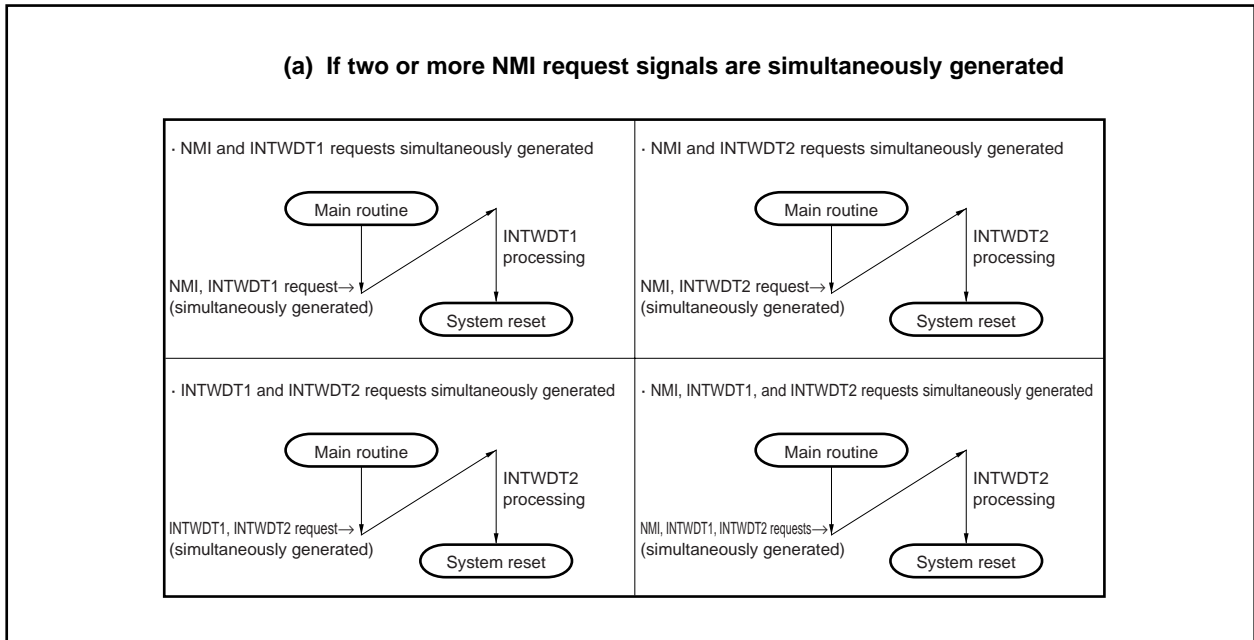 (a) If two or more NMI request signals are simultaneously generated
· NMI and INTWDT1 requests simultaneously generated
Main routine
INTWDT1
processing
NMI, INTWDT1 request→
(simultaneously generated)
System reset
· NMI and INTWDT2 requests simultaneously generated
Main routine
INTWDT2
processing
NMI, INTWDT2 request→
(simultaneously generated)
System reset
· INTWDT1 and INTWDT2 requests simultaneously generated
Main routine
INTWDT2
processing
INTWDT1, INTWDT2 request→
(simultaneously generated)
System reset
· NMI, INTWDT1, and INTWDT2 requests simultaneously generated
Main routine
INTWDT2
processing
NMI, INTWDT1, INTWDT2 requests→
(simultaneously generated)
System reset